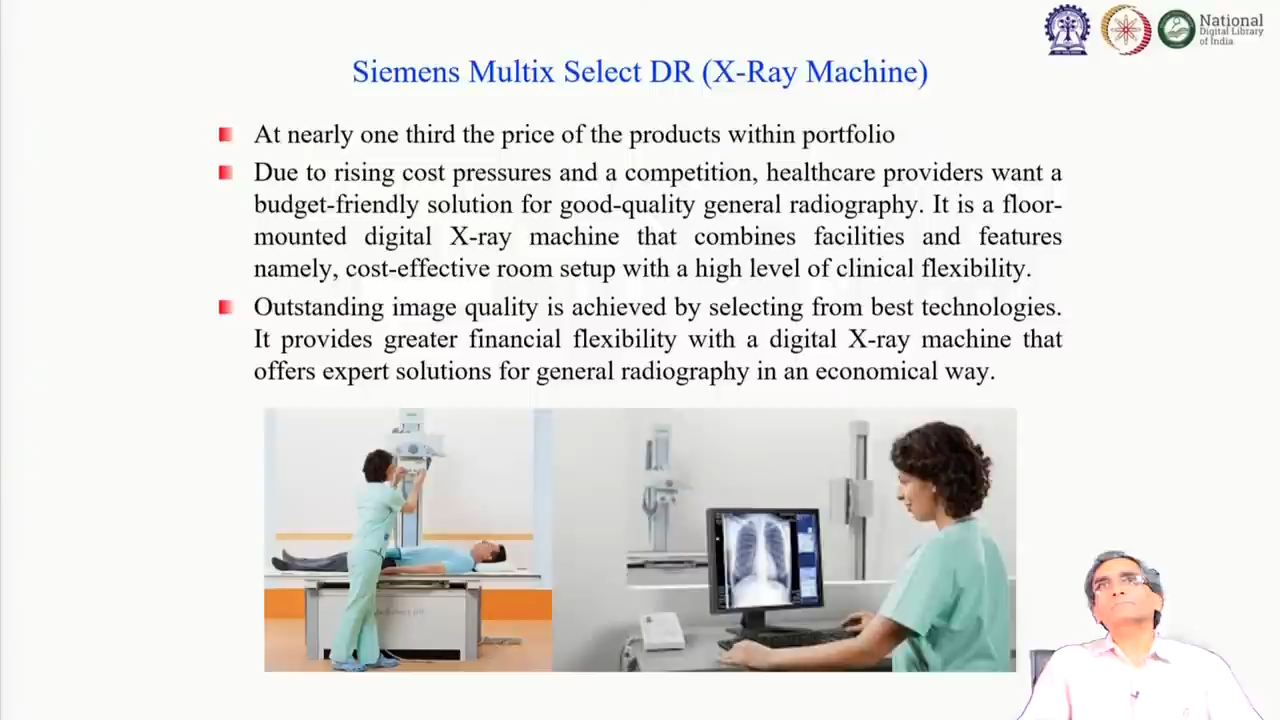 National
Digital Library
of India
Siemens Multix Select DR (X-Ray Machine)
At nearly one third the price of the products within portfolio
Due to rising cost pressures and a competition, healthcare providers want a
budget-friendly solution for good-quality general radiography. It is a floor-
mounted digital X-ray machine that combines facilities and features
namely, cost-effective room setup with a high level of clinical flexibility.
Outstanding image quality is achieved by selecting from best technologies.
It provides greater financial flexibility with a digital X-ray machine that
offers expert solutions for general radiography in an economical way.